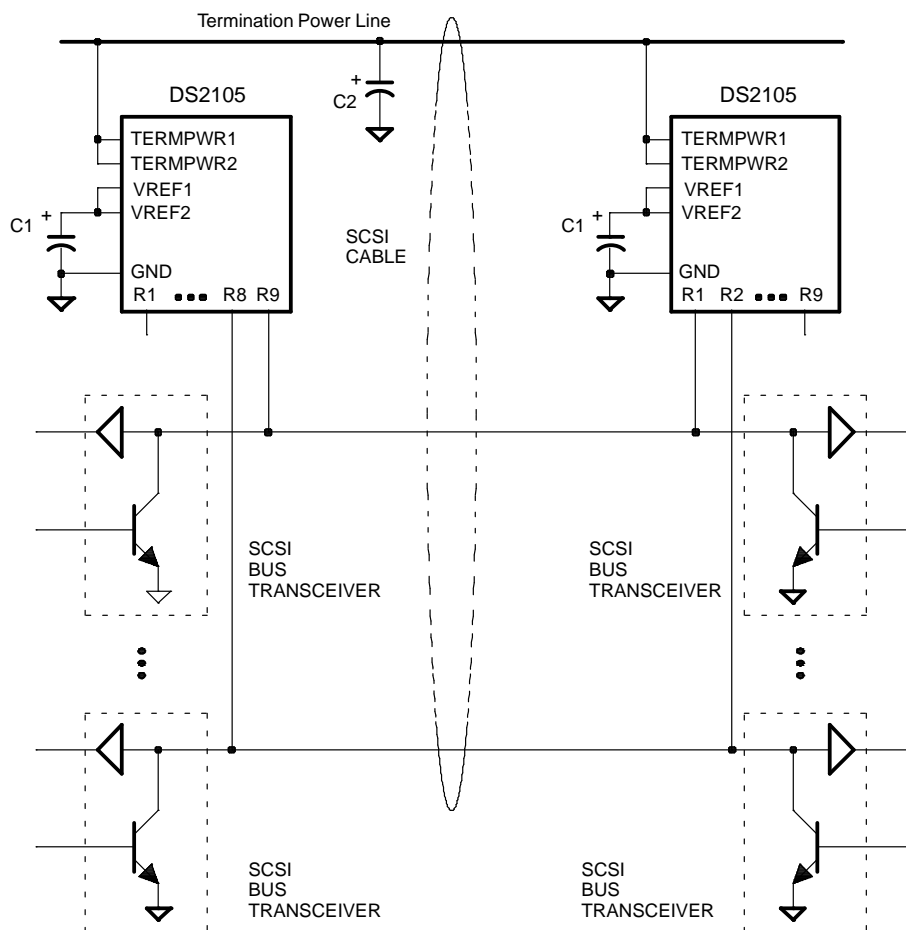 Termination Power Line
DS2105
DS2105
+
C2
TERMPWR1
TERMPWR2
VREF1
VREF2
GND
R1 R8 R9
+
C1
SCSI
CABLE
TERMPWR1
TERMPWR2
VREF1
VREF2
GND
R1 R2 R9
+
C1
SCSI
BUS
TRANSCEIVER
SCSI
BUS
TRANSCEIVER
SCSI
BUS
TRANSCEIVER
SCSI
BUS
TRANSCEIVER